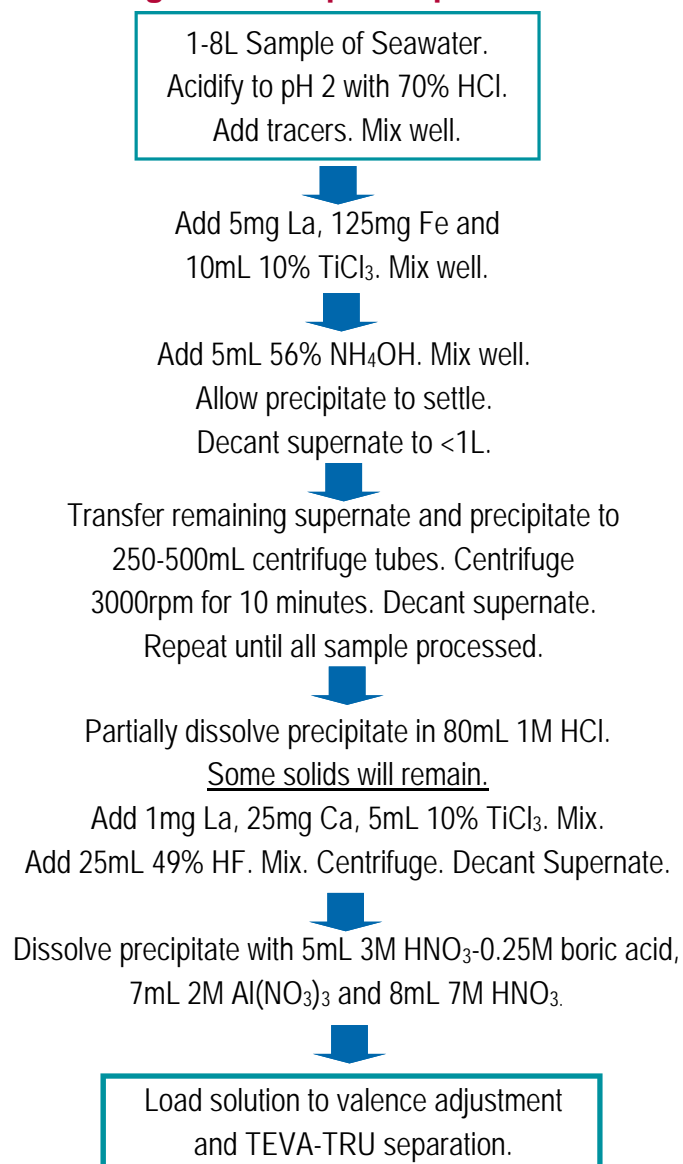 1-8L Sample of Seawater.
Acidify to pH 2 with 70% HCl.
Add tracers. Mix well.
Add 5mg La, 125mg Fe and
10mL 10% TiCl₃. Mix well.
Add 5mL 56% NH₄OH. Mix well.
Allow precipitate to settle.
Decant supernate to <1L.
Transfer remaining supernate and precipitate to
250-500mL centrifuge tubes. Centrifuge
3000rpm for 10 minutes. Decant supernate.
Repeat until all sample processed.
Partially dissolve precipitate in 80mL 1M HCl.
Some solids will remain.
Add 1mg La, 25mg Ca, 5mL 10% TiCl₃. Mix.
Add 25mL 49% HF. Mix. Centrifuge. Decant Supernate.
Dissolve precipitate with 5mL 3M HNO₃-0.25M boric acid,
7mL 2M Al(NO₃)₃ and 8mL 7M HNO₃.
Load solution to valence adjustment
and TEVA-TRU separation.